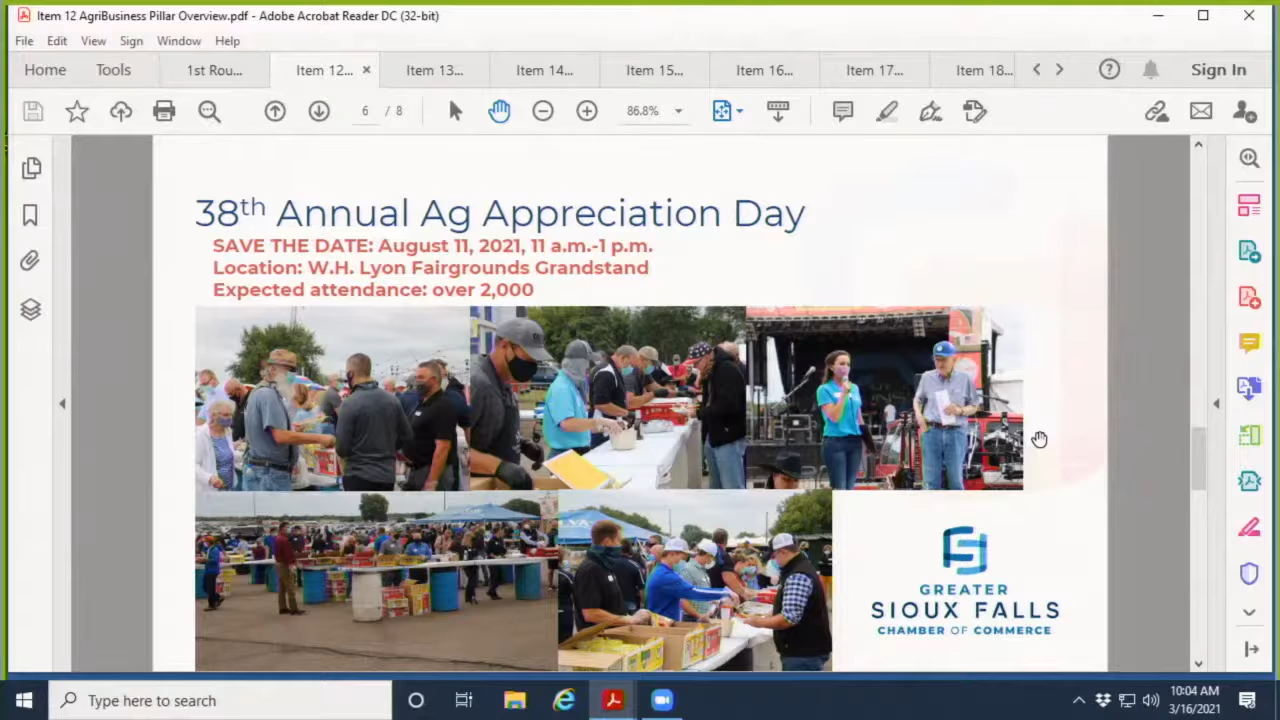 Item 12 AgriBusiness Pillar Overview.pdf - Adobe Acrobat Reader DC (32-bit)
File Edit View Sign Window Help
Home Tools 1st Rou... Item 12... Item 13... Item 14... Item 15... Item 16... Item 17... Item 18... Sign In
6 / 8 86.8%
38th Annual Ag Appreciation Day
SAVE THE DATE: August 11, 2021, 11 a.m.-1 p.m.
Location: W.H. Lyon Fairgrounds Grandstand
Expected attendance: over 2,000
GREATER
SIOUX FALLS
CHAMBER OF COMMERCE
Type here to search
10:04 AM
3/16/2021